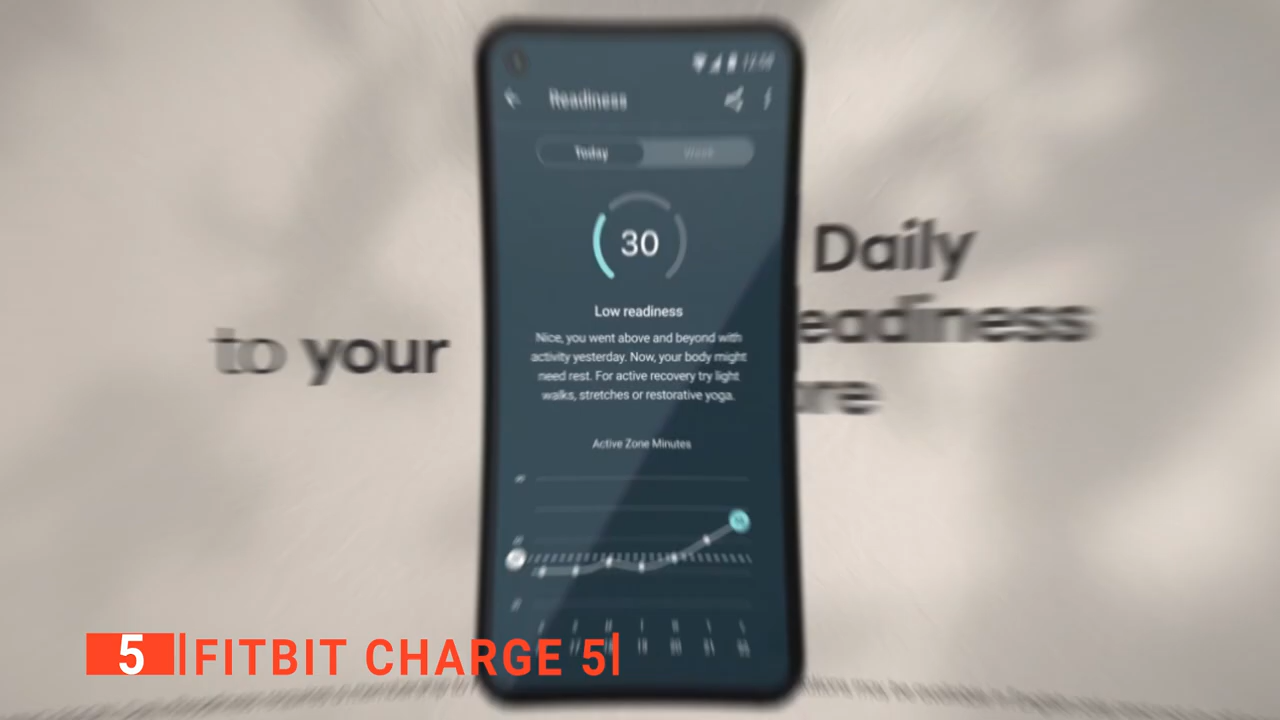 Readiness
Today
30
Low readiness
Nice, you went above and beyond with
activity yesterday. Now, your body might
need rest. For active recovery try light
walks, stretches or restorative yoga.
Active Zone Minutes
to your
Daily
eadiness
ore
5 FITBIT CHARGE 5